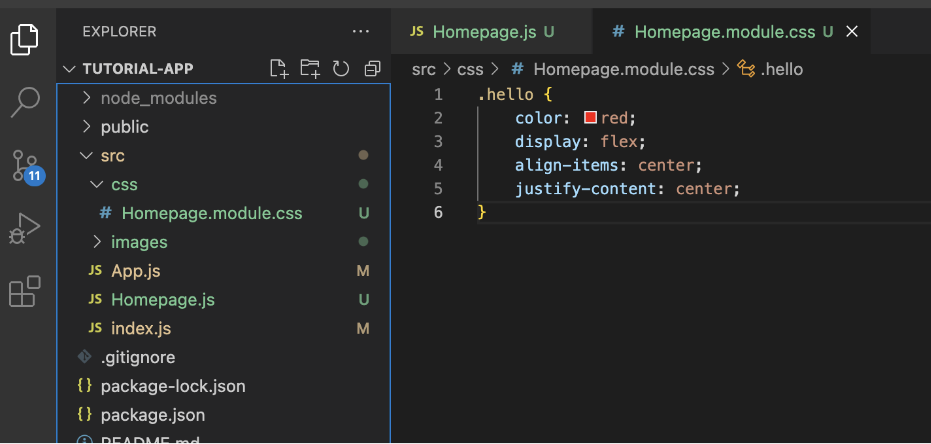 EXPLORER ...
TUTORIAL-APP
node_modules
public
src
css
# Homepage.module.css U
images
JS App.js M
JS Homepage.js U
JS index.js M
.gitignore
{} package-lock.json
{} package.json
README.md
11
JS Homepage.js U # Homepage.module.css U
src > css > # Homepage.module.css > .hello
1 .hello {
2 color: red;
3 display: flex;
4 align-items: center;
5 justify-content: center;
6 }